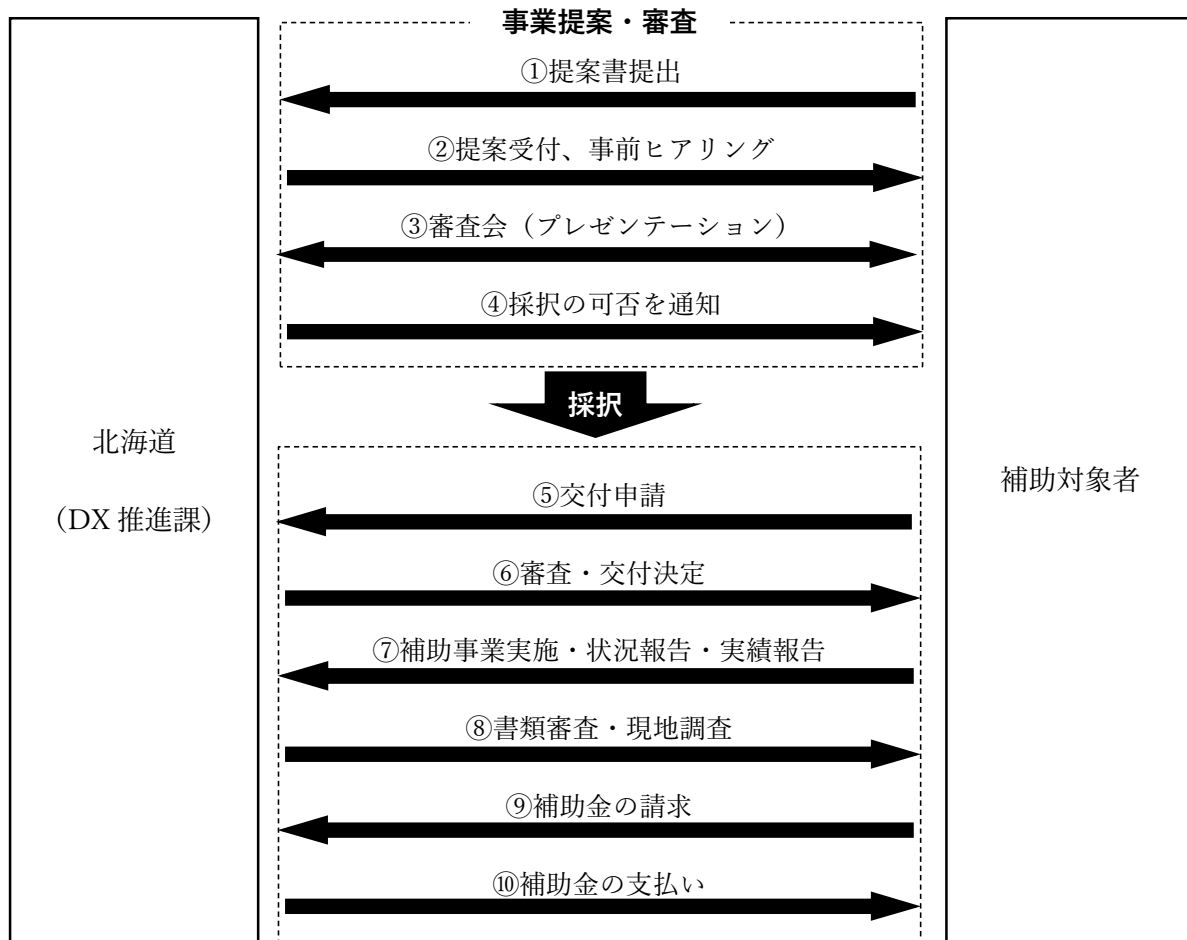 事業提案・審査
①提案書提出
②提案受付、事前ヒアリング
③審査会（プレゼンテーション）
④採択の可否を通知
採択
北海道
（DX 推進課）
補助対象者
⑤交付申請
⑥審査・交付決定
⑦補助事業実施・状況報告・実績報告
⑧書類審査・現地調査
⑨補助金の請求
⑩補助金の支払い